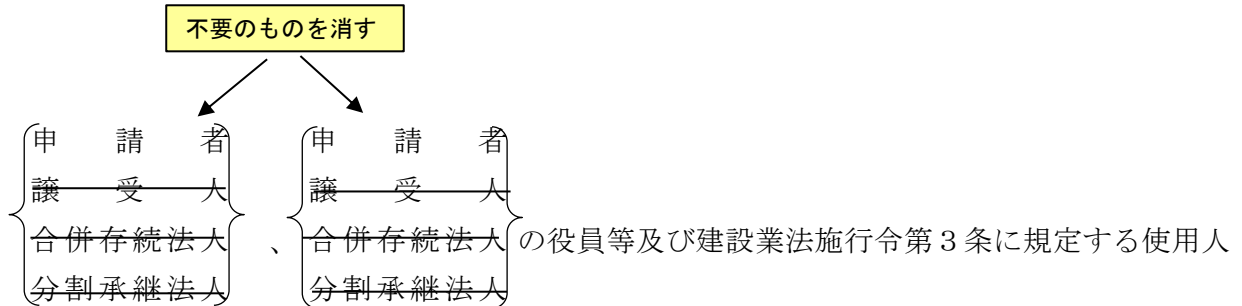 不要のものを消す
申請者 申請者
譲受人 譲受人
合併存続法人 、 合併存続法人 の役員等及び建設業法施行令第3条に規定する使用人
分割承継法人 分割承継法人